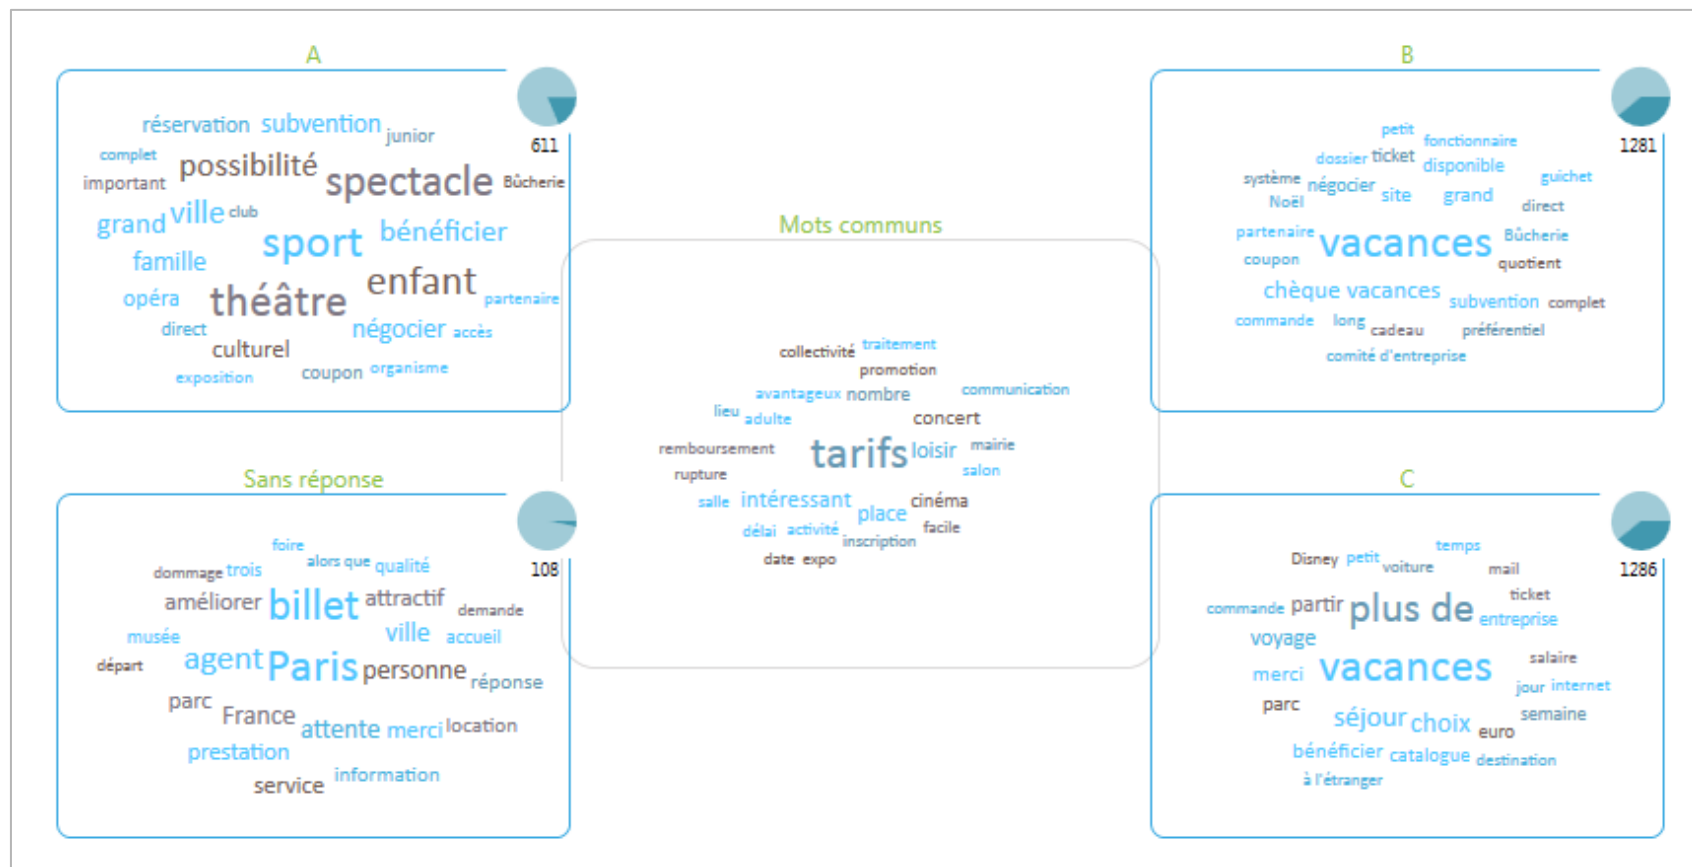 A
réservation subvention junior
complet possibilité
important spectacle Bûcherie
grand ville club
sport bénéficier
famille enfant
opéra théâtre partenaire
direct négocier accès
culturel
exposition coupon organisme
611
B
petit fonctionnaire
dossier ticket disponible
système négocier site grand guichet
Noël direct
partenaire vacances Bûcherie
coupon quotient
chèque vacances subvention complet
commande long cadeau préférentiel
comité d'entreprise
1281
Mots communs
collectivité traitement
promotion
avantageux nombre communication
lieu adulte concert
remboursement tarifs loisir mairie
rupture salon
salle intéressant place cinéma
délai activité inscription facile
date expo
Sans réponse
foire
dommage trois alors que qualité
améliorer billet attractif demande
musée ville accueil
départ agent Paris personne réponse
parc France attente merci location
prestation
service information
108
C
Disney petit voiture temps mail
ticket
commande partir plus de entreprise
voyage
merci vacances salaire
jour internet
parc séjour choix euro semaine
bénéficier catalogue destination
à l'étranger
1286